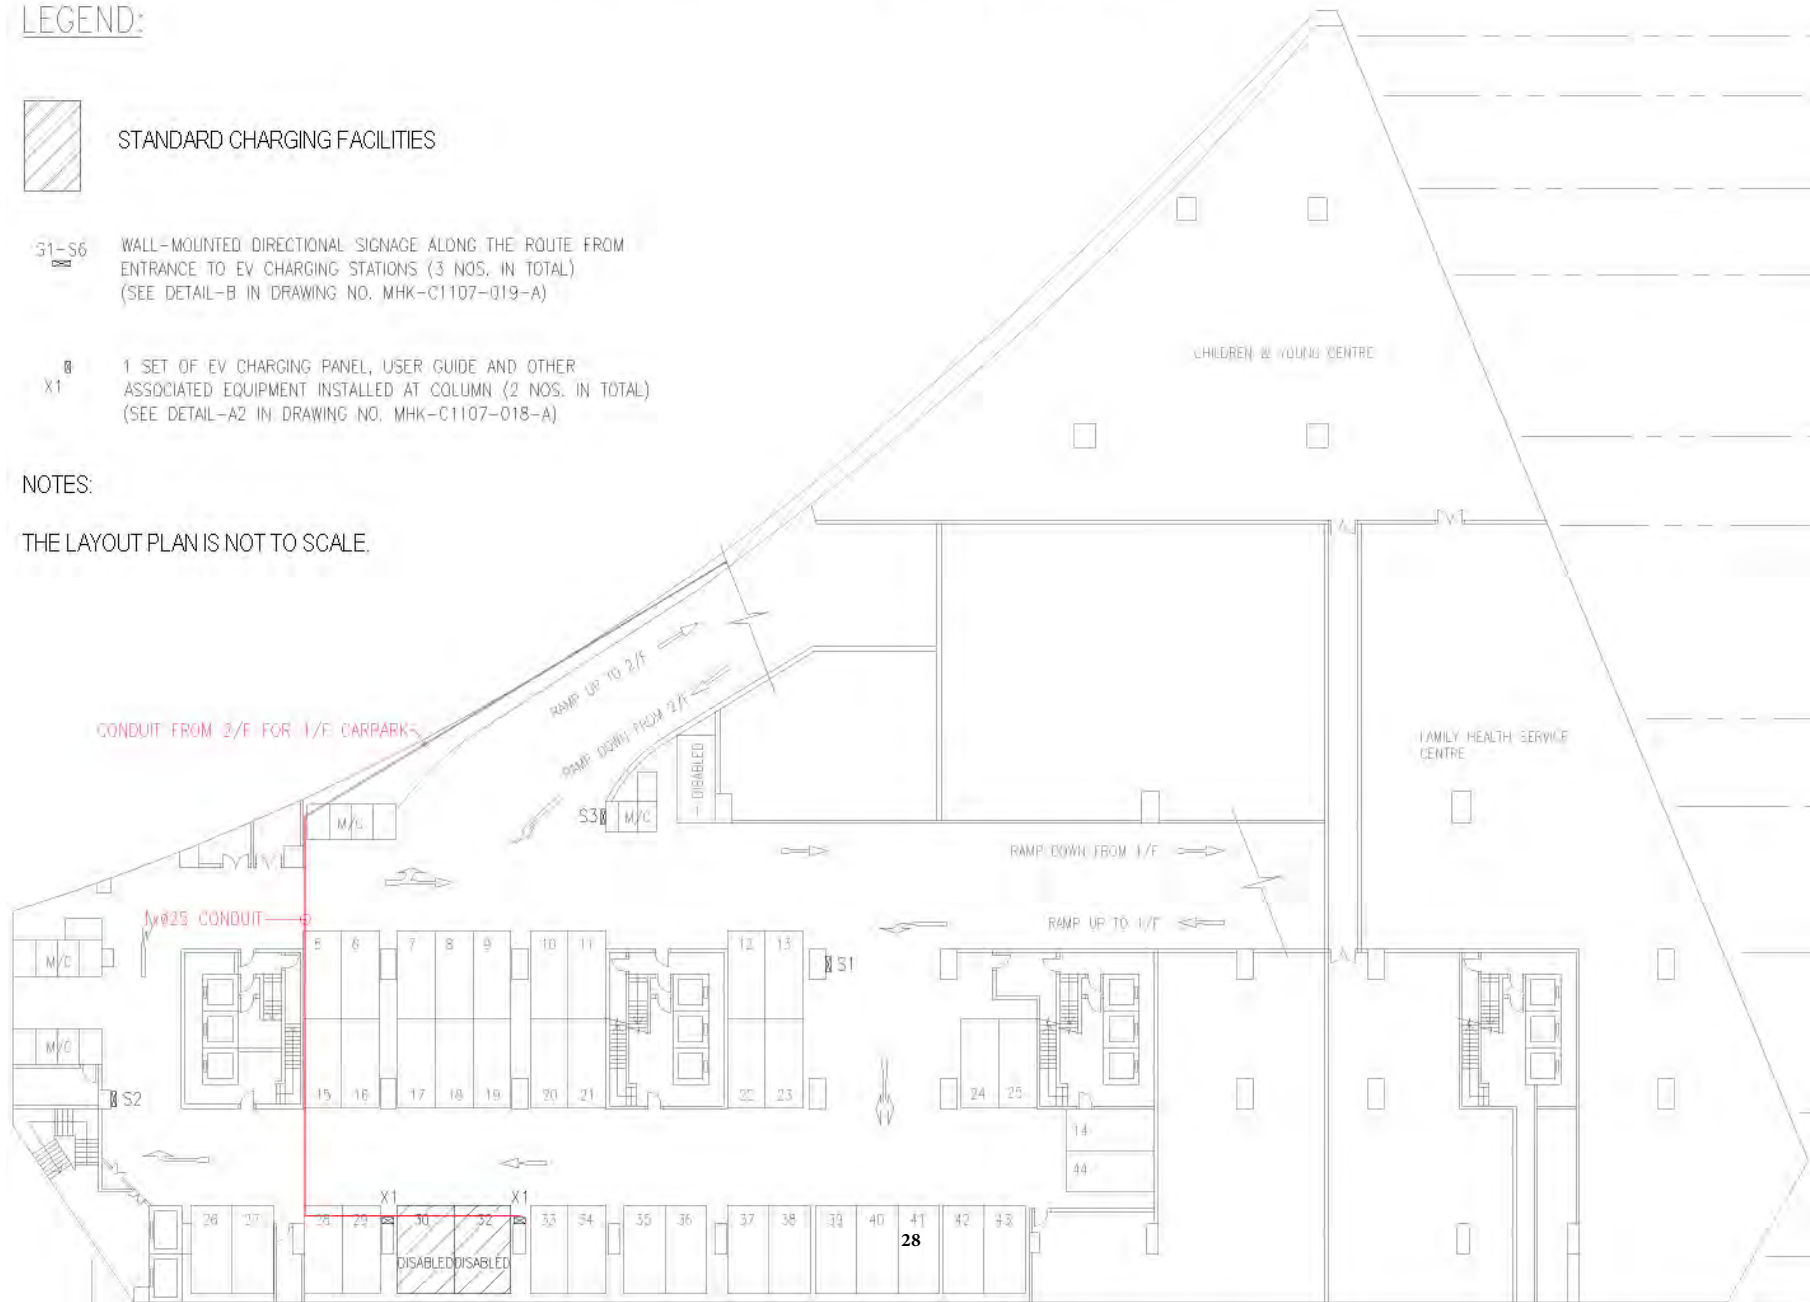 LEGEND:
STANDARD CHARGING FACILITIES
S1-S6
WALL-MOUNTED DIRECTIONAL SIGNAGE ALONG THE ROUTE FROM
ENTRANCE TO EV CHARGING STATIONS (3 NOS. IN TOTAL)
(SEE DETAIL-B IN DRAWING NO. MHK-C1107-019-A)
X1
1 SET OF EV CHARGING PANEL, USER GUIDE AND OTHER
ASSOCIATED EQUIPMENT INSTALLED AT COLUMN (2 NOS. IN TOTAL)
(SEE DETAIL-A2 IN DRAWING NO. MHK-C1107-018-A)
NOTES:
THE LAYOUT PLAN IS NOT TO SCALE.
CHILDREN & YOUNG CENTRE
RAMP UP TO 2/F
RAMP DOWN FROM 2/F
CONDUIT FROM 2/F FOR 1/F CARPARK
DISABLED
FAMILY HEALTH SERVICE
CENTRE
M/C
S3
M/C
RAMP DOWN FROM 1/F
1xØ25 CONDUIT
RAMP UP TO 1/F
5 6 7 8 9 10 11 12 13
M/C
S1
M/C
S2
15 16 17 18 19 20 21 22 23 24 25
14
44
X1 X1
26 27 28 29 30 32 33 34 35 36 37 38 39 40 41 42 43
28
DISABLED DISABLED